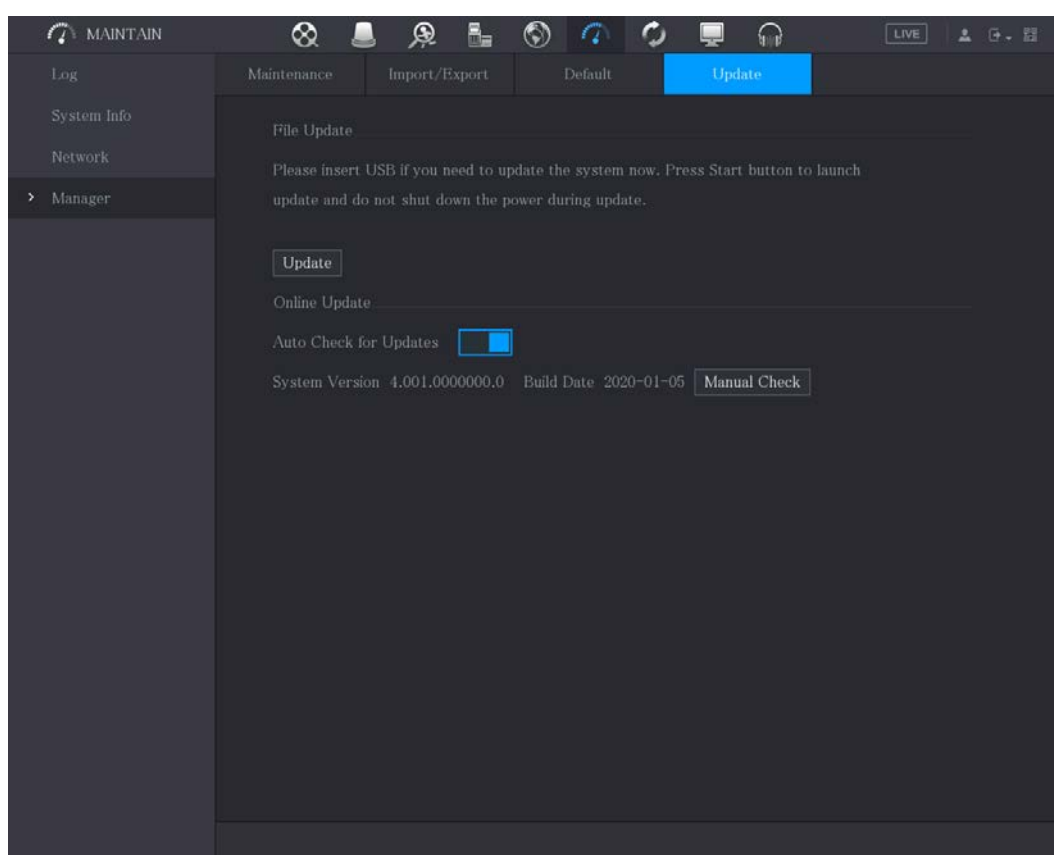 MAINTAIN
LIVE
Log
System Info
Network
Manager
Maintenance Import/Export Default Update
File Update
Please insert USB if you need to update the system now. Press Start button to launch
update and do not shut down the power during update.
Update
Online Update
Auto Check for Updates
System Version 4.001.0000000.0 Build Date 2020-01-05 Manual Check